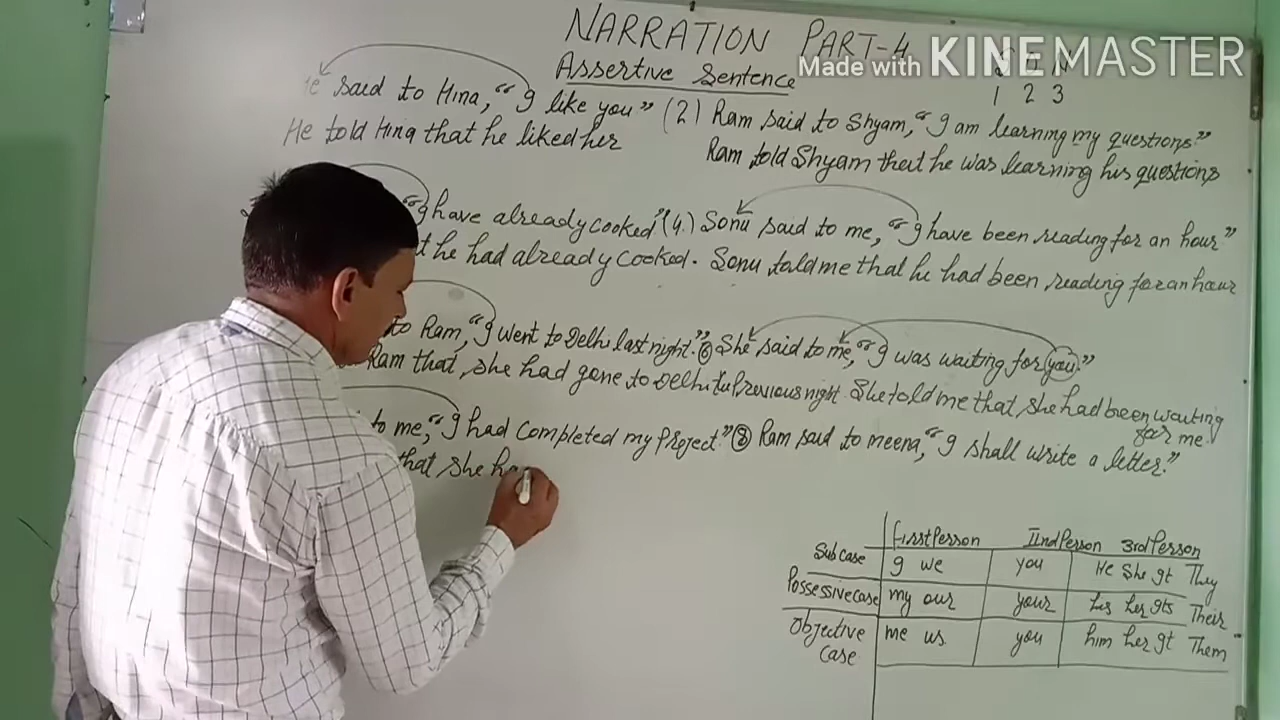 NARRATION PART-4
Made with KINEMASTER
Assertive Sentence
1 2 3
He said to Hina, "I like you" (2) Ram said to Shyam, "I am learning my questions."
He told Hina that he liked her Ram told Shyam that he was learning his questions
"I have already cooked" (4.) Sonu said to me, "I have been reading for an hour"
he had already cooked. Sonu told me that he had been reading for an hour
to Ram, "I went to Delhi last night." (6) She said to me, "I was waiting for you"
Ram that, she had gone to Delhi the Previous night She told me that, she had been waiting
for me.
to me, "I had completed my Project." (8) Ram said to meena, "I shall write a letter."
that she ha
First Person IInd Person 3rd Person
Sub case I we you He She It They
Possessive case my our your his her Its Their
Objective case me us you him her It Them